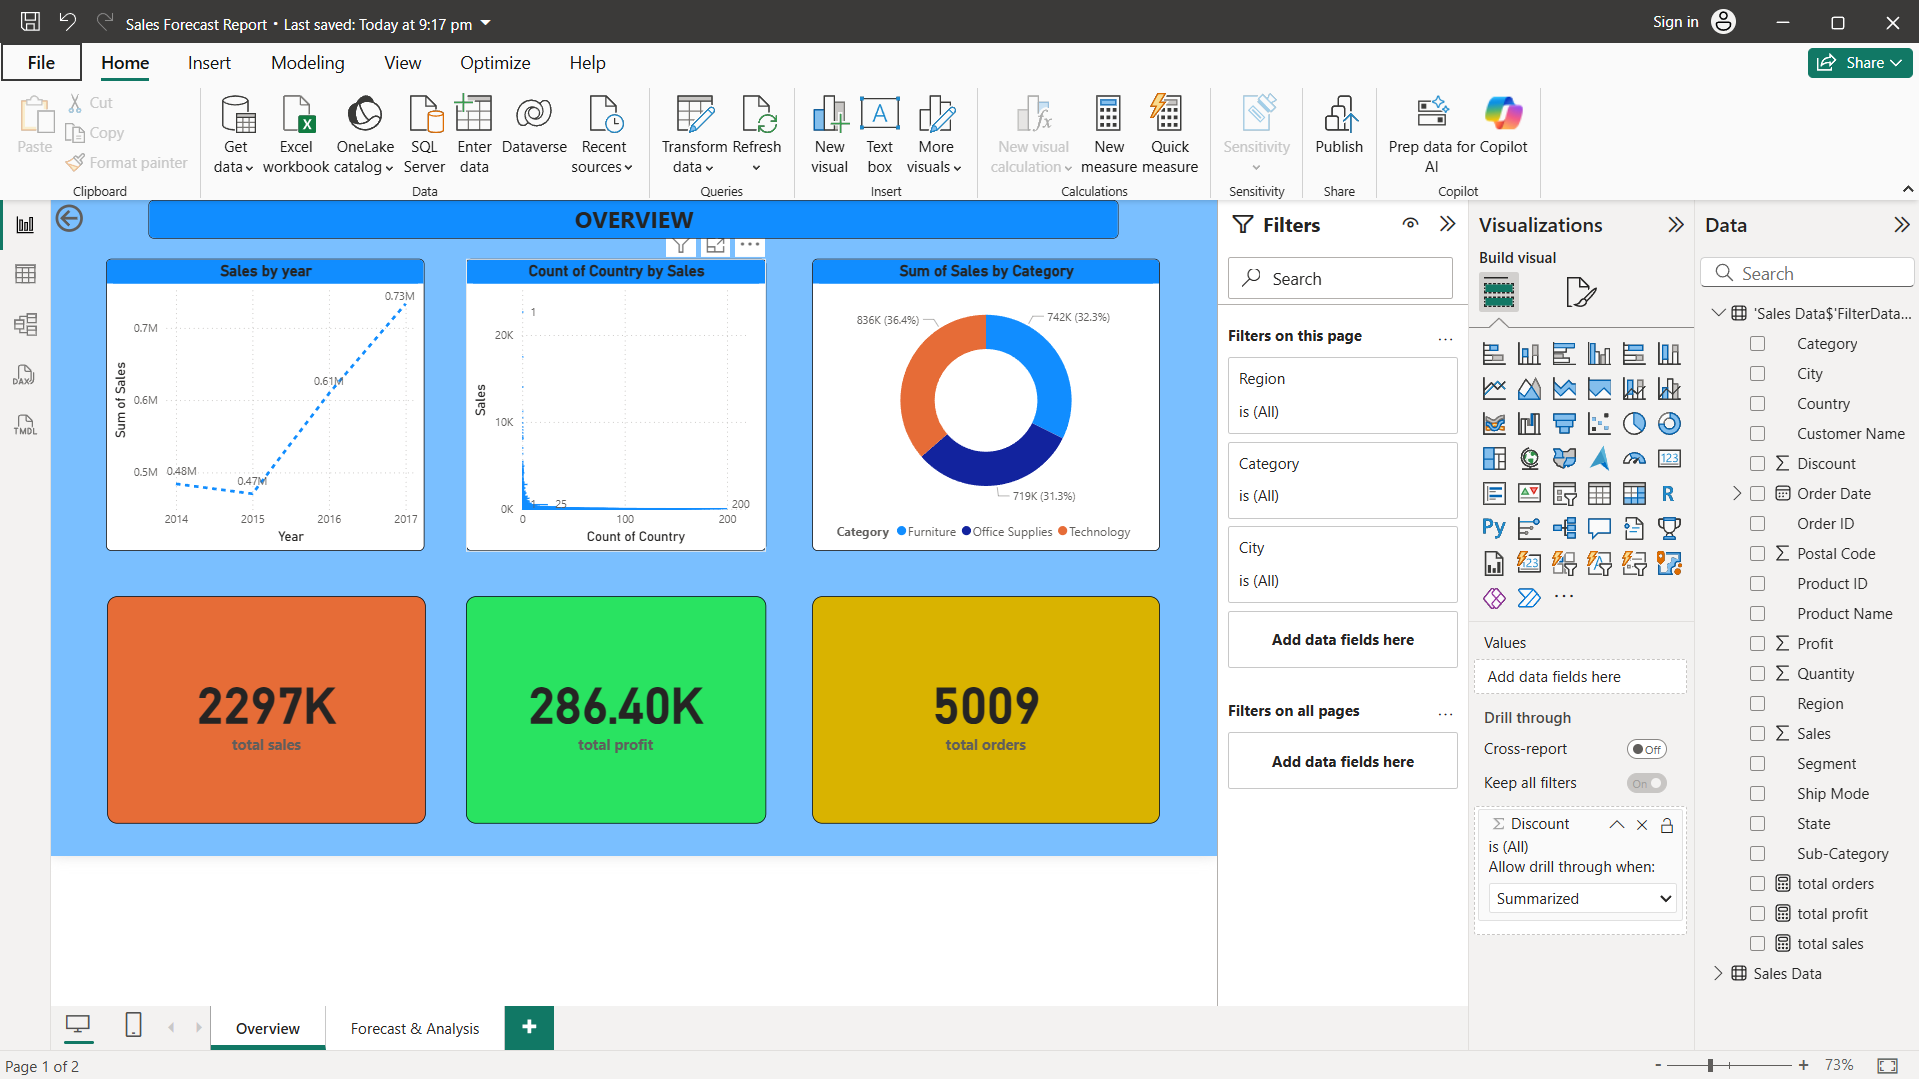 Sales Forecast Report • Last saved: Today at 9:17 pm
Sign in
File
Home
Insert
Modeling
View
Optimize
Help
Share
Paste
Cut
Copy
Format painter
Clipboard
Get data
Excel workbook
OneLake catalog
SQL Server
Enter data
Dataverse
Recent sources
Data
Transform data
Refresh
Queries
New visual
Text box
More visuals
Insert
New visual calculation
New measure
Quick measure
Calculations
Sensitivity
Sensitivity
Publish
Share
Prep data for AI
Copilot
Copilot
DAX
TMDL
OVERVIEW
Sales by year
0.73M
0.7M
0.61M
0.6M
0.5M
0.48M
0.47M
Sum of Sales
2014
2015
2016
2017
Year
Count of Country by Sales
1
20K
10K
0K
Sales
1
25
200
0
100
200
Count of Country
Sum of Sales by Category
836K (36.4%)
742K (32.3%)
719K (31.3%)
Category
Furniture
Office Supplies
Technology
2297K
total sales
286.40K
total profit
5009
total orders
Filters
Search
Filters on this page
Region
is (All)
Category
is (All)
City
is (All)
Add data fields here
Filters on all pages
Add data fields here
Visualizations
Build visual
123
R
Py
123
Values
Add data fields here
Drill through
Cross-report
Off
Keep all filters
On
Discount
is (All)
Allow drill through when:
Summarized
Data
Search
'Sales Data$'FilterData...
Category
City
Country
Customer Name
Discount
Order Date
Order ID
Postal Code
Product ID
Product Name
Profit
Quantity
Region
Sales
Segment
Ship Mode
State
Sub-Category
total orders
total profit
total sales
Sales Data
Overview
Forecast & Analysis
Page 1 of 2
- + 73%